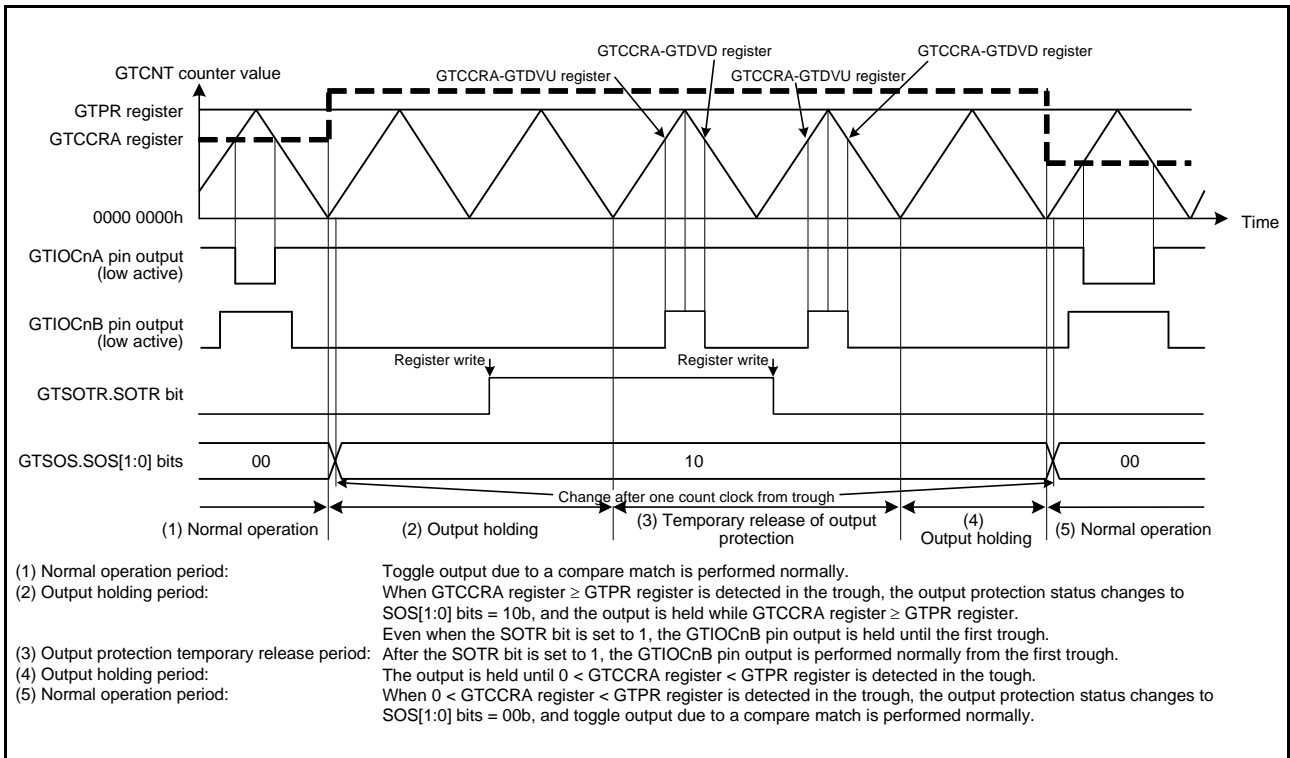 GTCCRA-GTDVD register
GTCCRA-GTDVD register
GTCNT counter value
GTCCRA-GTDVU register
GTCCRA-GTDVU register
GTPR register
GTCCRA register
0000 0000h
Time
GTIOCnA pin output
(low active)
GTIOCnB pin output
(low active)
Register write
Register write
GTSOTR.SOTR bit
GTSOS.SOS[1:0] bits
00
10
00
Change after one count clock from trough
(1) Normal operation
(2) Output holding
(3) Temporary release of output
protection
(4)
Output holding
(5) Normal operation
(1) Normal operation period: Toggle output due to a compare match is performed normally.
(2) Output holding period: When GTCCRA register ≥ GTPR register is detected in the trough, the output protection status changes to
SOS[1:0] bits = 10b, and the output is held while GTCCRA register ≥ GTPR register.
Even when the SOTR bit is set to 1, the GTIOCnB pin output is held until the first trough.
(3) Output protection temporary release period: After the SOTR bit is set to 1, the GTIOCnB pin output is performed normally from the first trough.
(4) Output holding period: The output is held until 0 < GTCCRA register < GTPR register is detected in the tough.
(5) Normal operation period: When 0 < GTCCRA register < GTPR register is detected in the trough, the output protection status changes to
SOS[1:0] bits = 00b, and toggle output due to a compare match is performed normally.